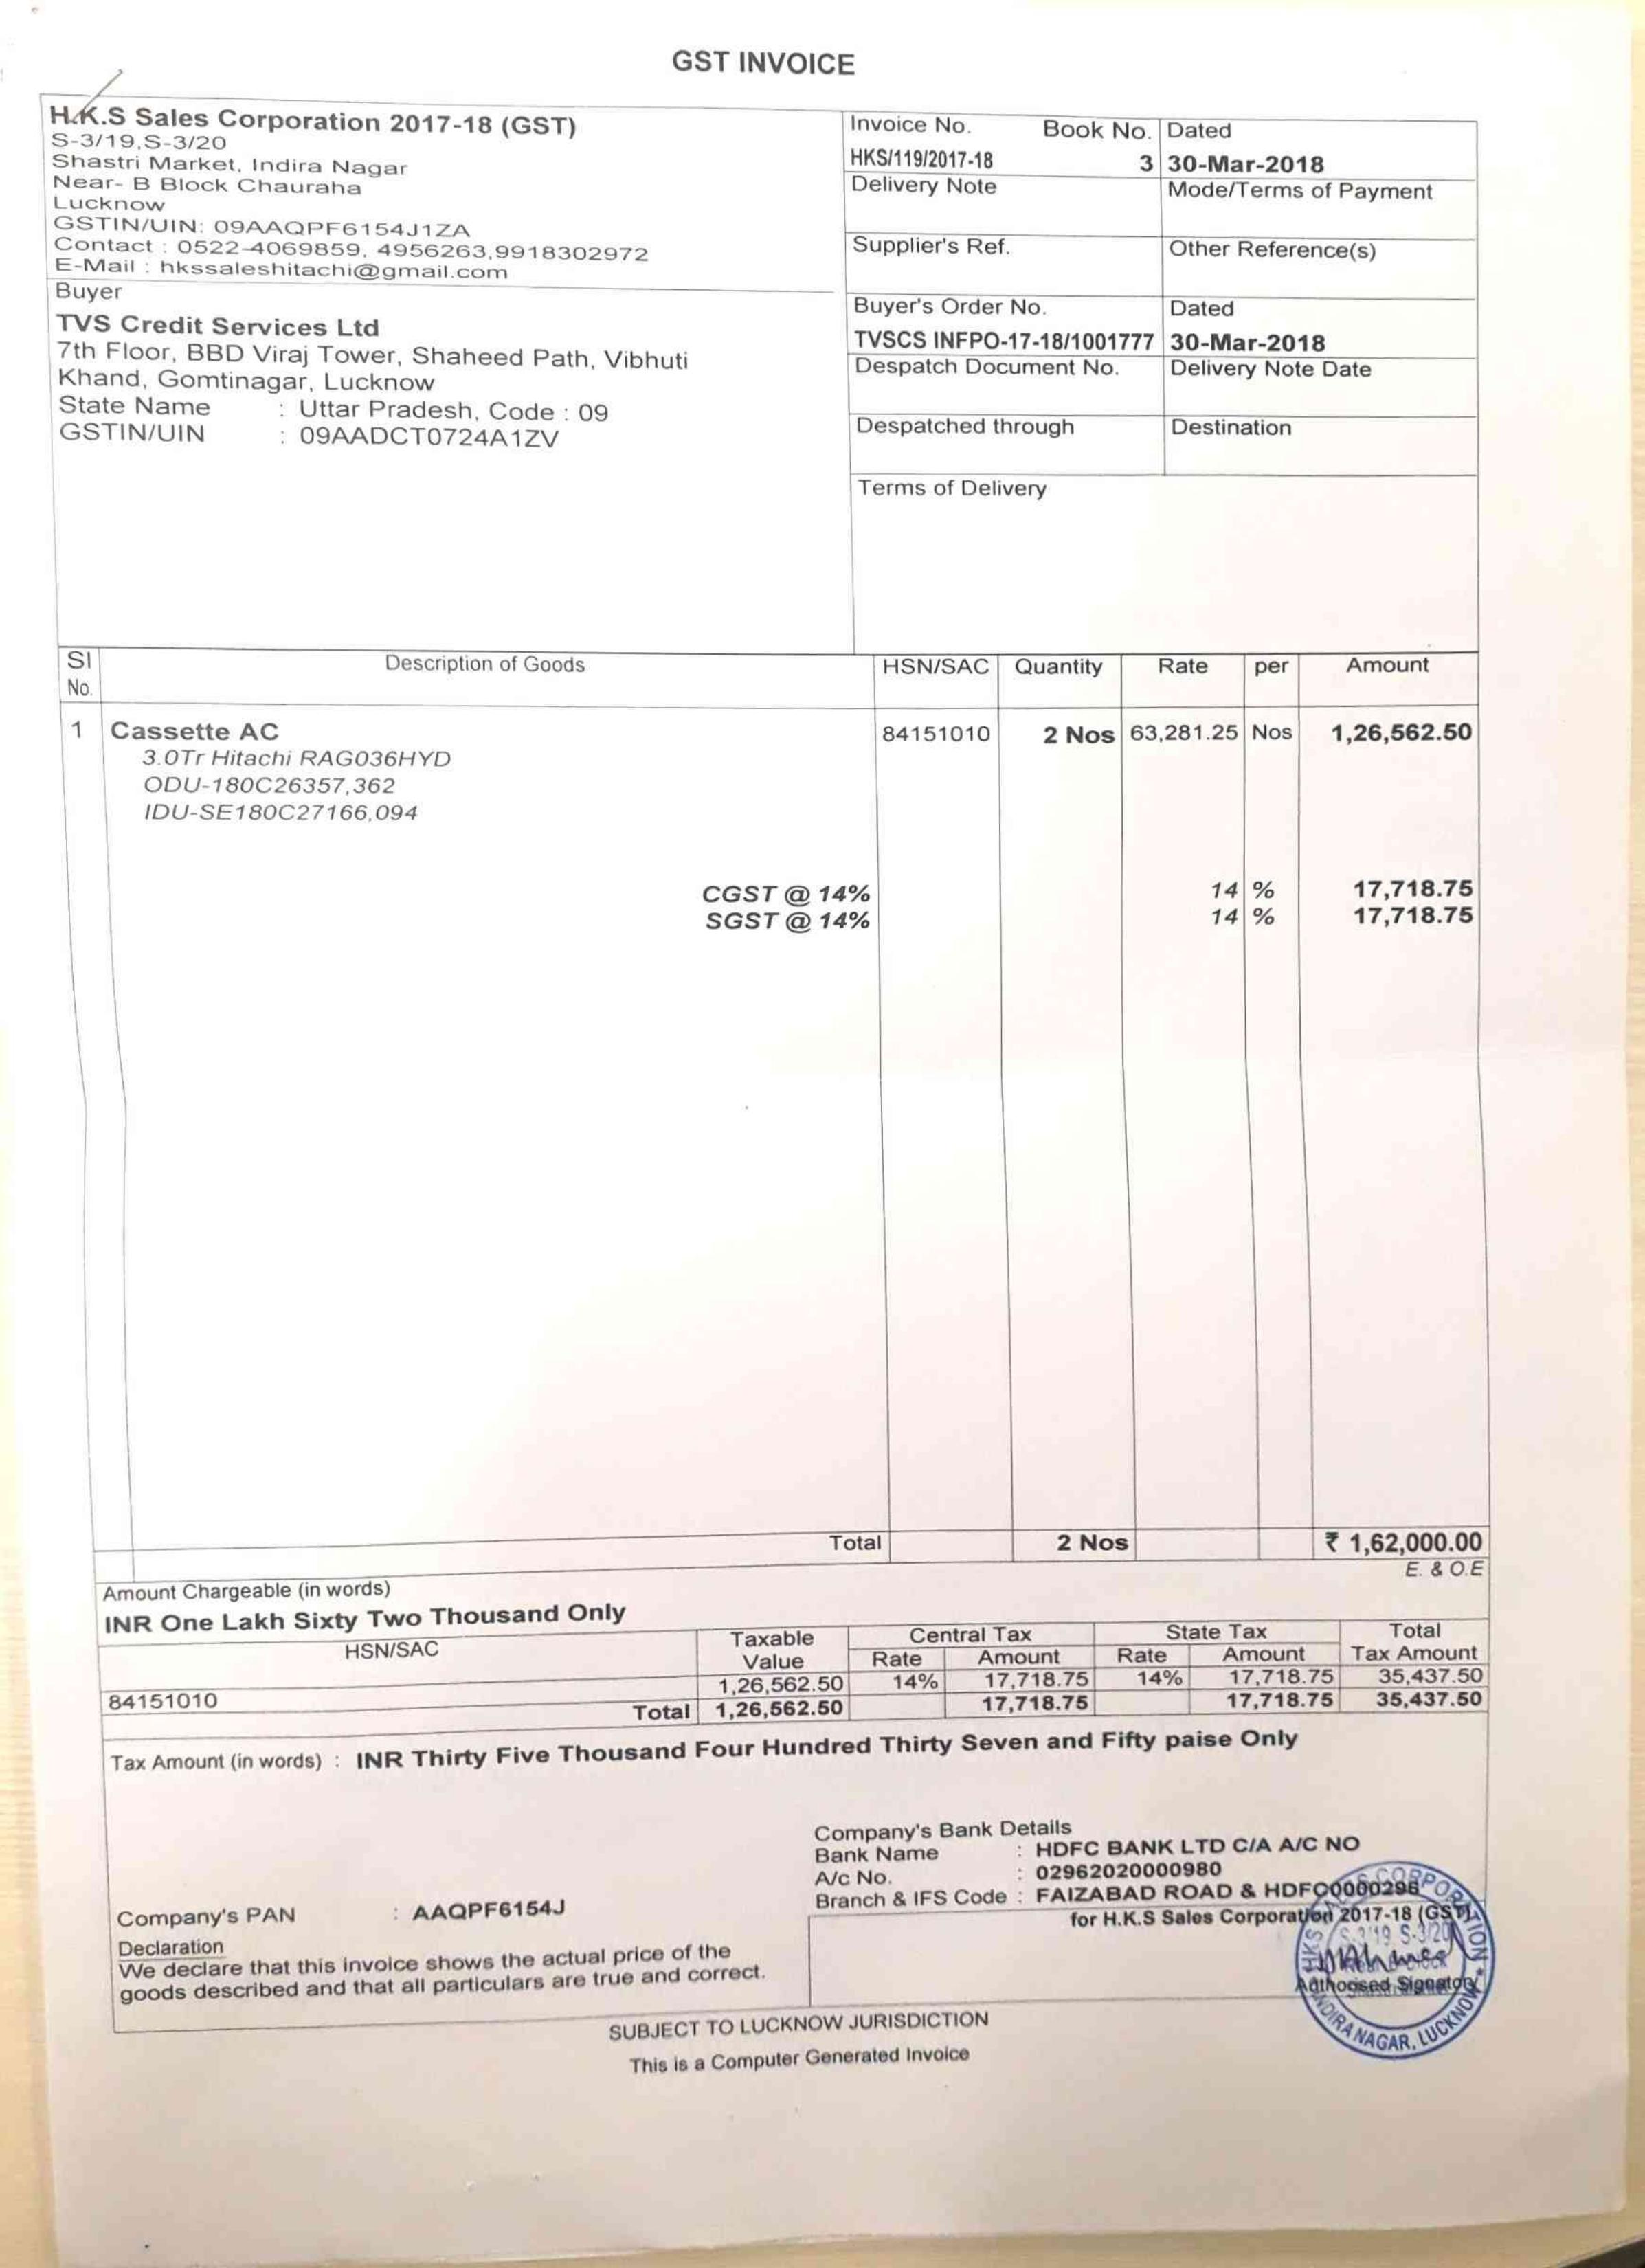 GST INVOICE
H.K.S Sales Corporation 2017-18 (GST)
S-3/19,S-3/20
Shastri Market, Indira Nagar
Near- B Block Chauraha
Lucknow
GSTIN/UIN: 09AAQPF6154J1ZA
Contact : 0522-4069859, 4956263,9918302972
E-Mail : hkssaleshitachi@gmail.com
Buyer
TVS Credit Services Ltd
7th Floor, BBD Viraj Tower, Shaheed Path, Vibhuti
Khand, Gomtinagar, Lucknow
State Name : Uttar Pradesh, Code : 09
GSTIN/UIN : 09AADCT0724A1ZV
Invoice No. Book No. Dated
HKS/119/2017-18 3 30-Mar-2018
Delivery Note Mode/Terms of Payment
Supplier's Ref. Other Reference(s)
Buyer's Order No. Dated
TVSCS INFPO-17-18/1001777 30-Mar-2018
Despatch Document No. Delivery Note Date
Despatched through Destination
Terms of Delivery
SI No. Description of Goods HSN/SAC Quantity Rate per Amount
1 Cassette AC 84151010 2 Nos 63,281.25 Nos 1,26,562.50
3.0Tr Hitachi RAG036HYD
ODU-180C26357,362
IDU-SE180C27166,094
CGST @ 14% 14 % 17,718.75
SGST @ 14% 14 % 17,718.75
Total 2 Nos ₹ 1,62,000.00
E. & O.E
Amount Chargeable (in words)
INR One Lakh Sixty Two Thousand Only
HSN/SAC Taxable Central Tax State Tax Total
Value Rate Amount Rate Amount Tax Amount
84151010 1,26,562.50 14% 17,718.75 14% 17,718.75 35,437.50
Total 1,26,562.50 17,718.75 17,718.75 35,437.50
Tax Amount (in words) : INR Thirty Five Thousand Four Hundred Thirty Seven and Fifty paise Only
Company's Bank Details
Bank Name : HDFC BANK LTD C/A A/C NO
A/c No. : 02962020000980
Branch & IFS Code : FAIZABAD ROAD & HDFC0000296
Company's PAN : AAQPF6154J
Declaration
We declare that this invoice shows the actual price of the
goods described and that all particulars are true and correct.
for H.K.S Sales Corporation 2017-18 (GST)
S-3/19 S-3/20
Authorised Signatory
INDIRA NAGAR, LUCKNOW
SUBJECT TO LUCKNOW JURISDICTION
This is a Computer Generated Invoice